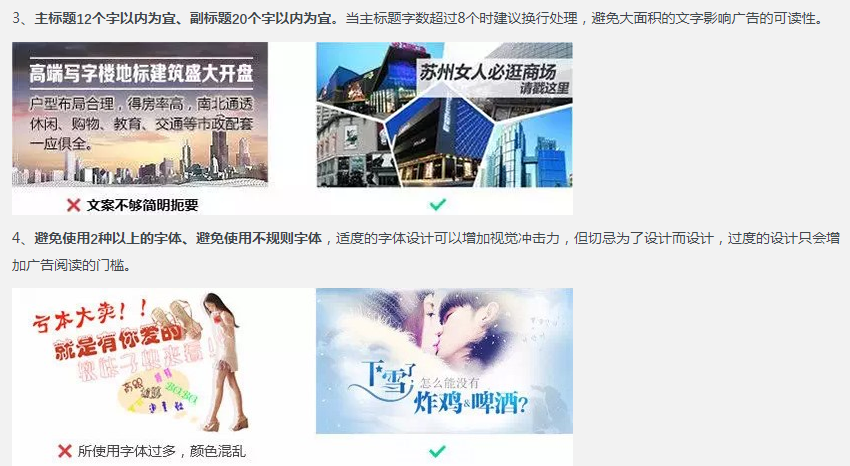 3、主标题12个字以内为宜、副标题20个字以内为宜。当主标题字数超过8个时建议换行处理，避免大面积的文字影响广告的可读性。
高端写字楼地标建筑盛大开盘
户型布局合理，得房率高，南北通透
休闲、购物、教育、交通等市政配套
一应俱全。
苏州女人必逛商场
请戳这里
文案不够简明扼要
4、避免使用2种以上的字体、避免使用不规则字体，适度的字体设计可以增加视觉冲击力，但切忌为了设计而设计，过度的设计只会增
加广告阅读的门槛。
亏本大卖！！
就是有你爱的
妹子快来看！
下雪了
怎么能没有
炸鸡&啤酒?
所使用字体过多，颜色混乱